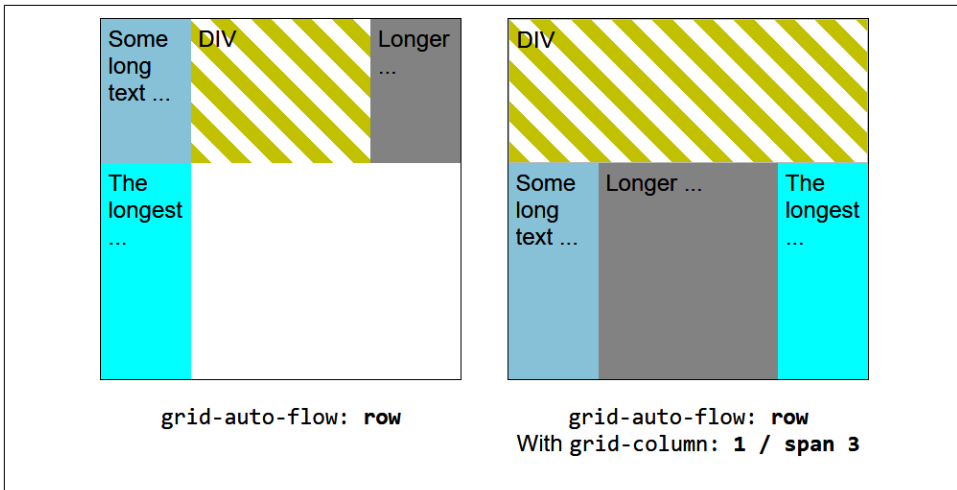 Some
long
text ...
DIV
Longer
...
The
longest
...
grid-auto-flow: row
DIV
Some
long
text ...
Longer ...
The
longest
...
grid-auto-flow: row
With grid-column: 1 / span 3